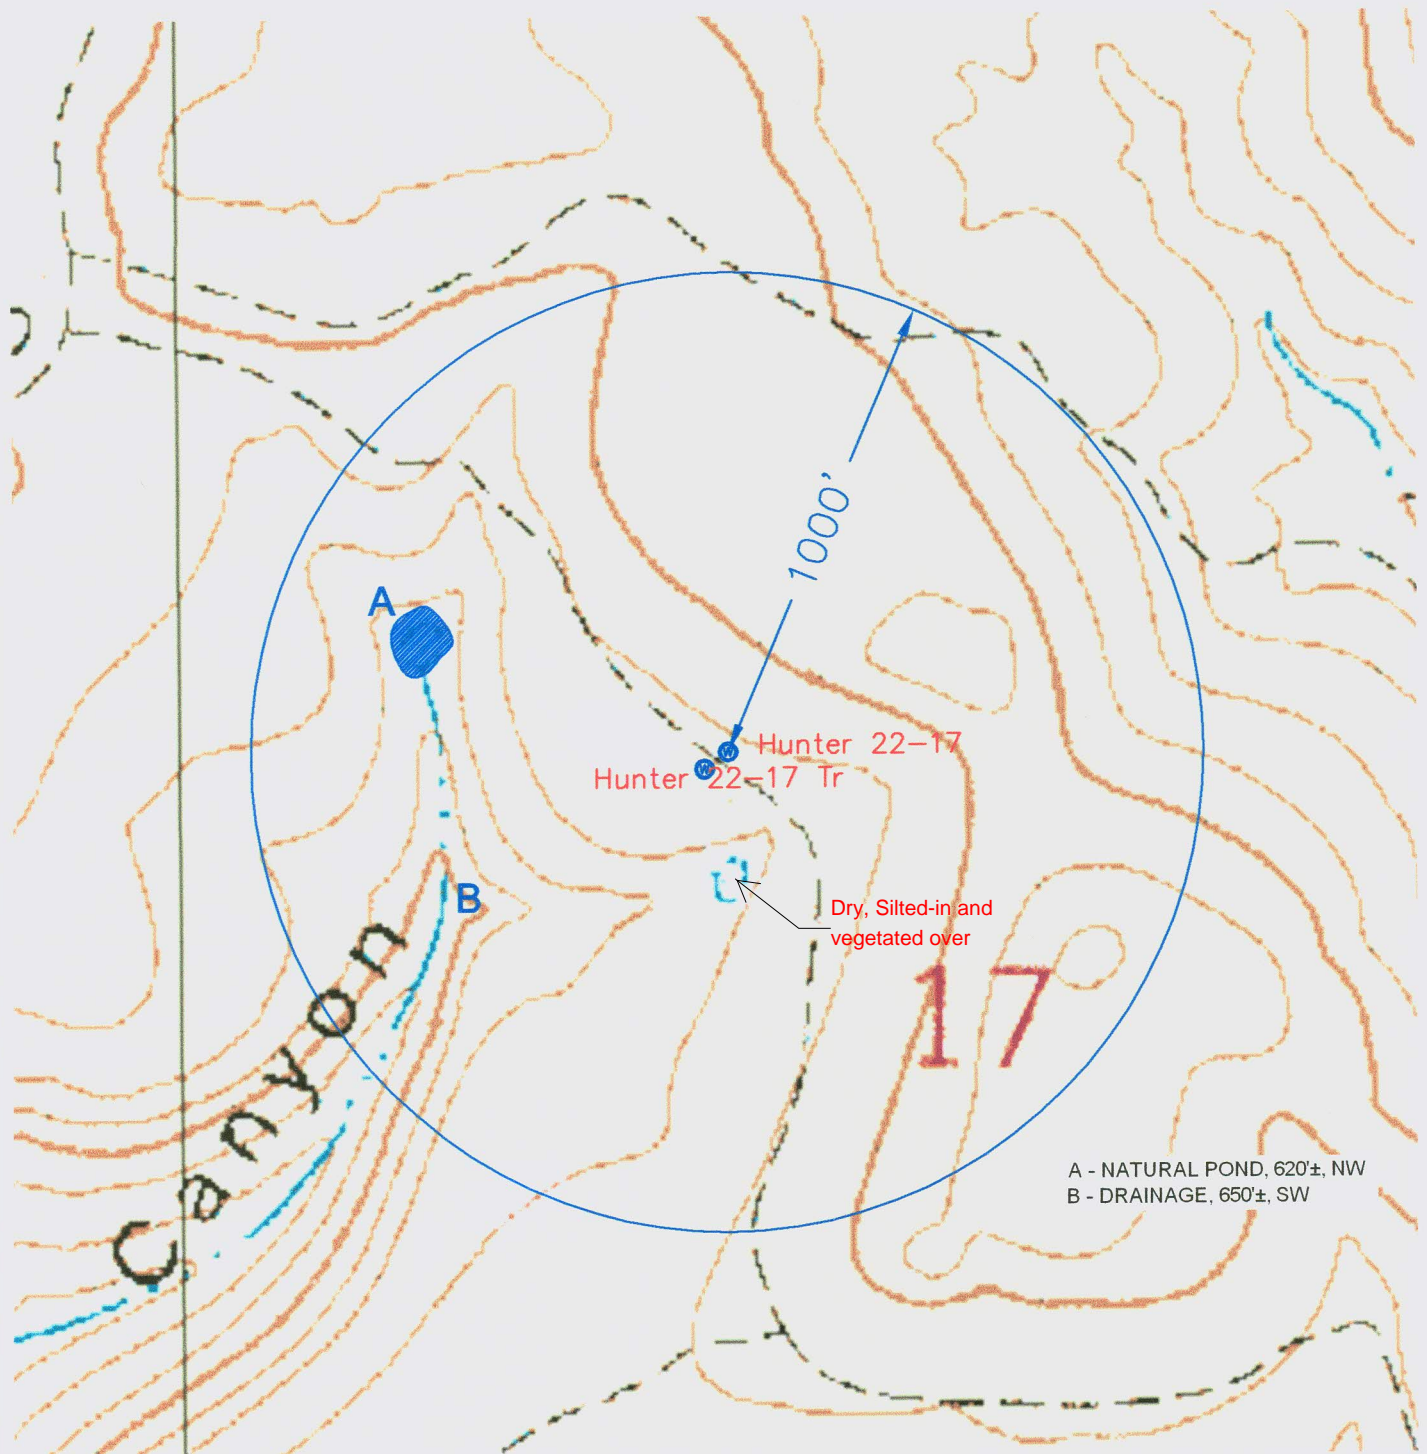 A
1000'
Hunter 22-17
Hunter 22-17 Tr
B
Dry, Silted-in and
vegetated over
Canyon
17
A - NATURAL POND, 620'±, NW
B - DRAINAGE, 650'±, SW